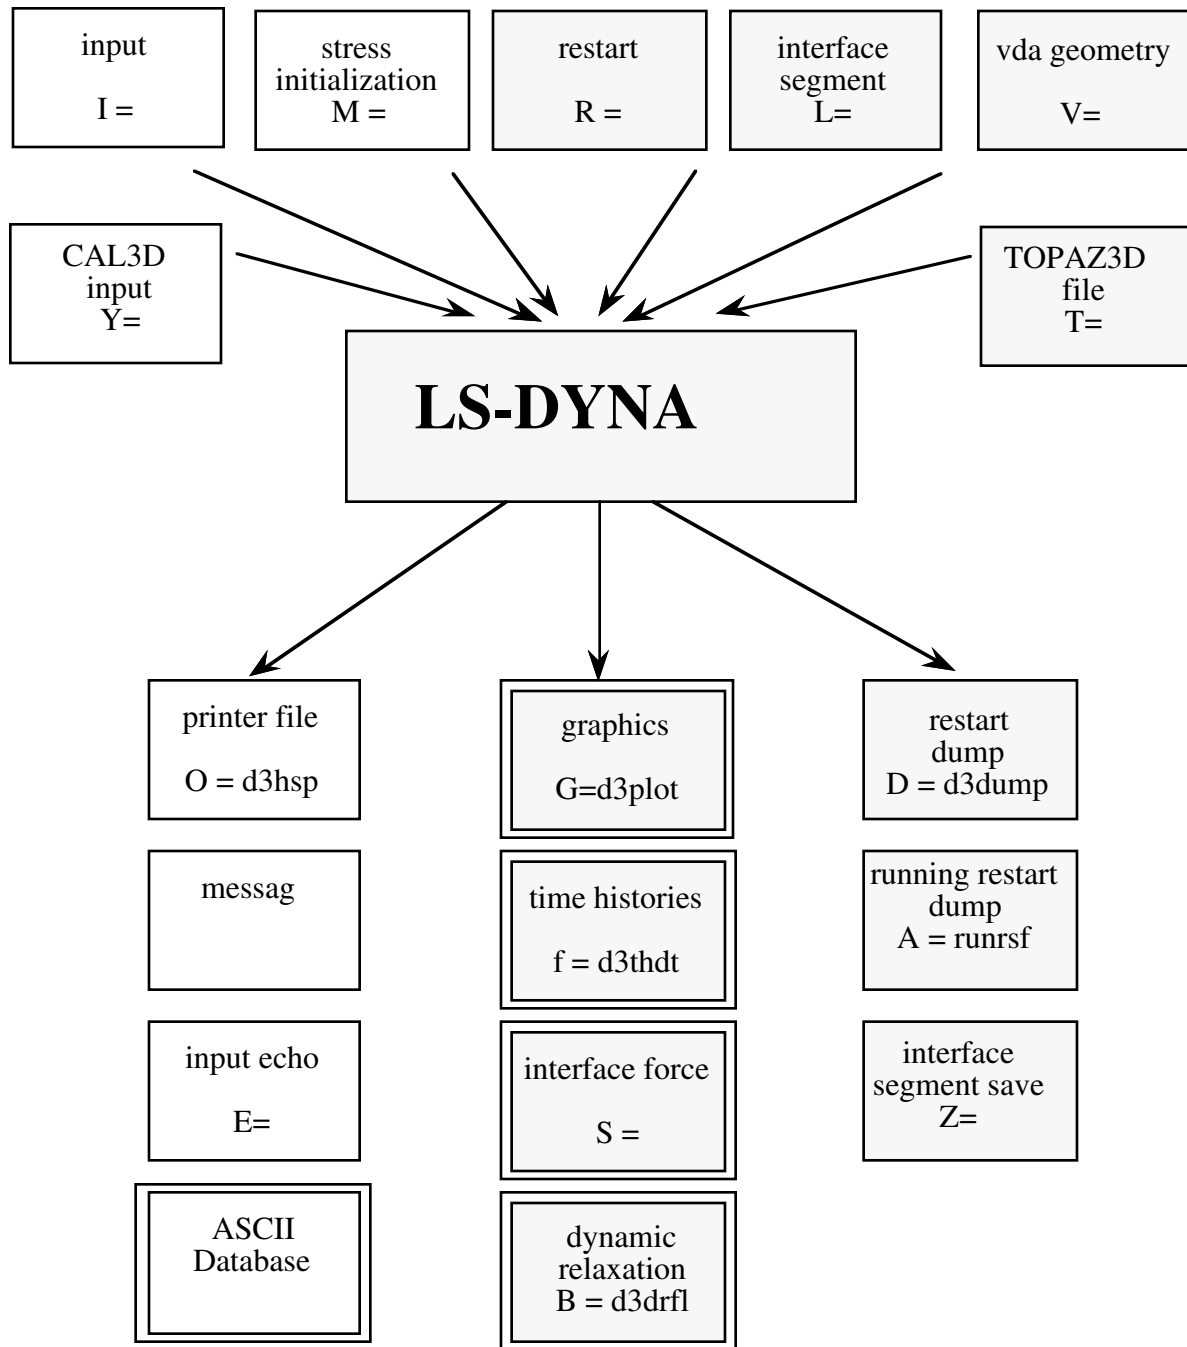 input
I =
stress
initialization
M =
restart
R =
interface
segment
L=
vda geometry
V=
CAL3D
input
Y=
TOPAZ3D
file
T=
LS-DYNA
printer file
O = d3hsp
graphics
G=d3plot
restart
dump
D = d3dump
messag
time histories
f = d3thdt
running restart
dump
A = runrsf
input echo
E=
interface force
S =
interface
segment save
Z=
ASCII
Database
dynamic
relaxation
B = d3drfl